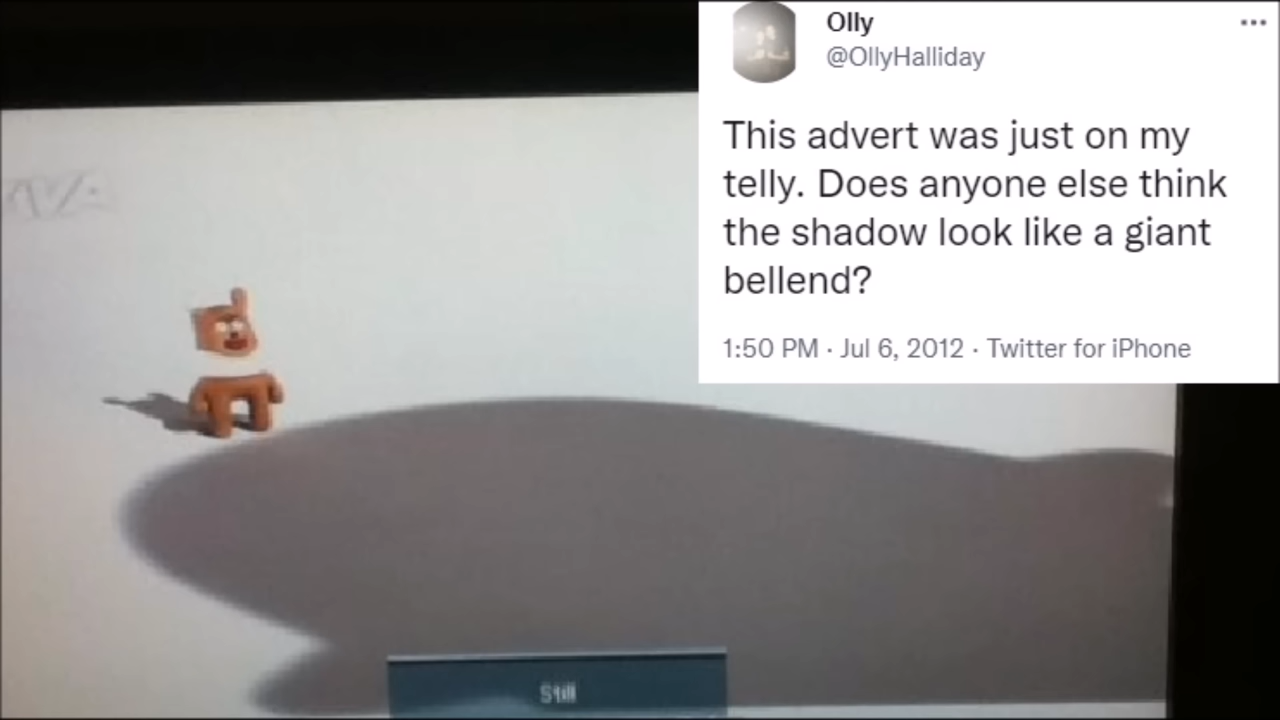 Olly
@OllyHalliday
This advert was just on my
telly. Does anyone else think
the shadow look like a giant
bellend?
1:50 PM · Jul 6, 2012 · Twitter for iPhone
Still